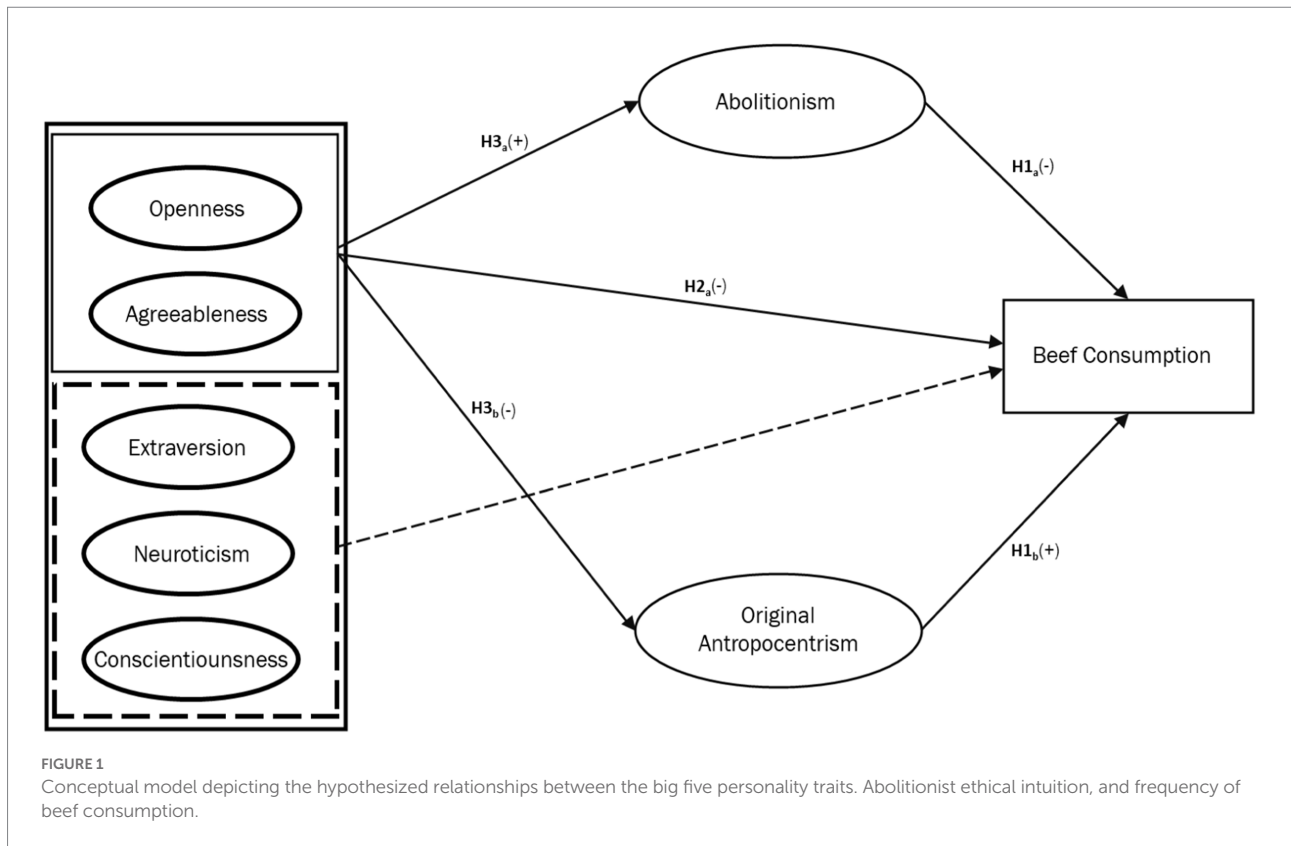 Abolitionism
H3a(+)
H1a(-)
Openness
H2a(-)
Agreeableness
Beef Consumption
H3b(-)
Extraversion
Neuroticism
H1b(+)
Original
Antropocentrism
Conscientiounsness
FIGURE 1
Conceptual model depicting the hypothesized relationships between the big five personality traits. Abolitionist ethical intuition, and frequency of
beef consumption.